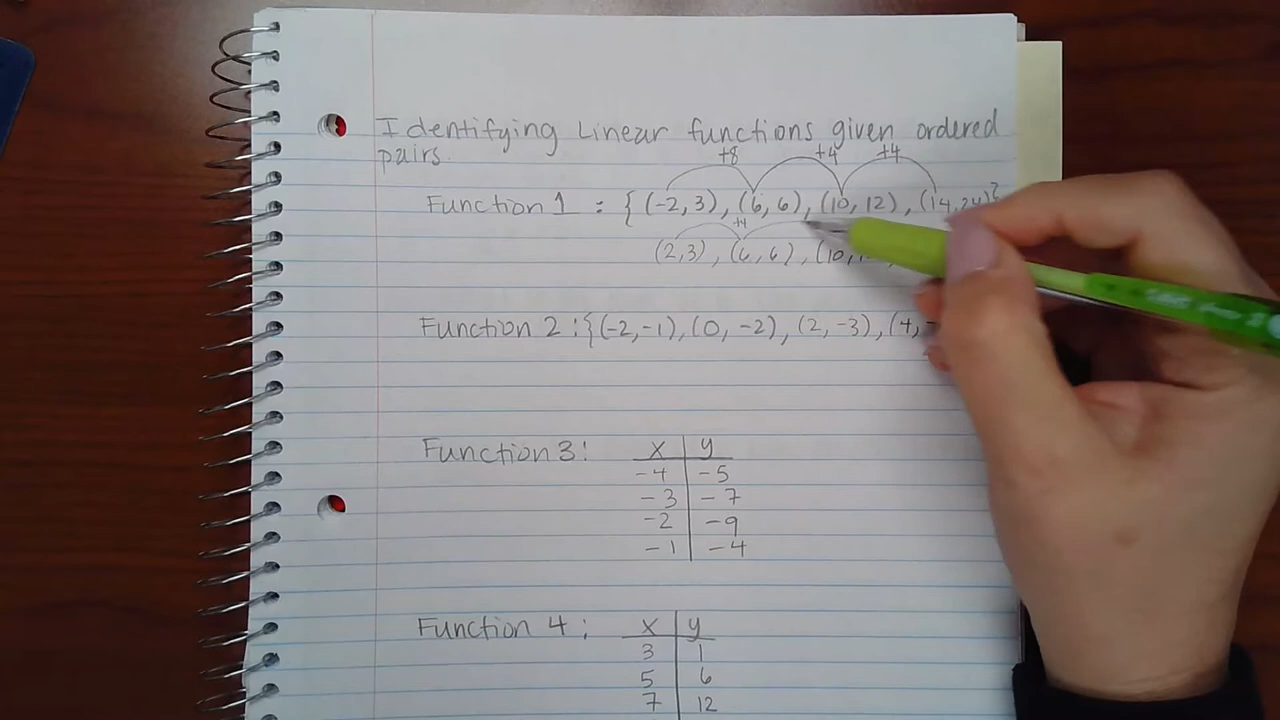 Identifying Linear functions given ordered
pairs.
+8 +4 +4
Function 1 : { (-2,3), (6,6), (10,12), (14,24)}
+4
(2,3), (6,6), (10,
Function 2 : {(-2,-1), (0,-2), (2,-3), (4,
Function 3: x y
-4 -5
-3 -7
-2 -9
-1 -4
Function 4 : x y
3 1
5 6
7 12